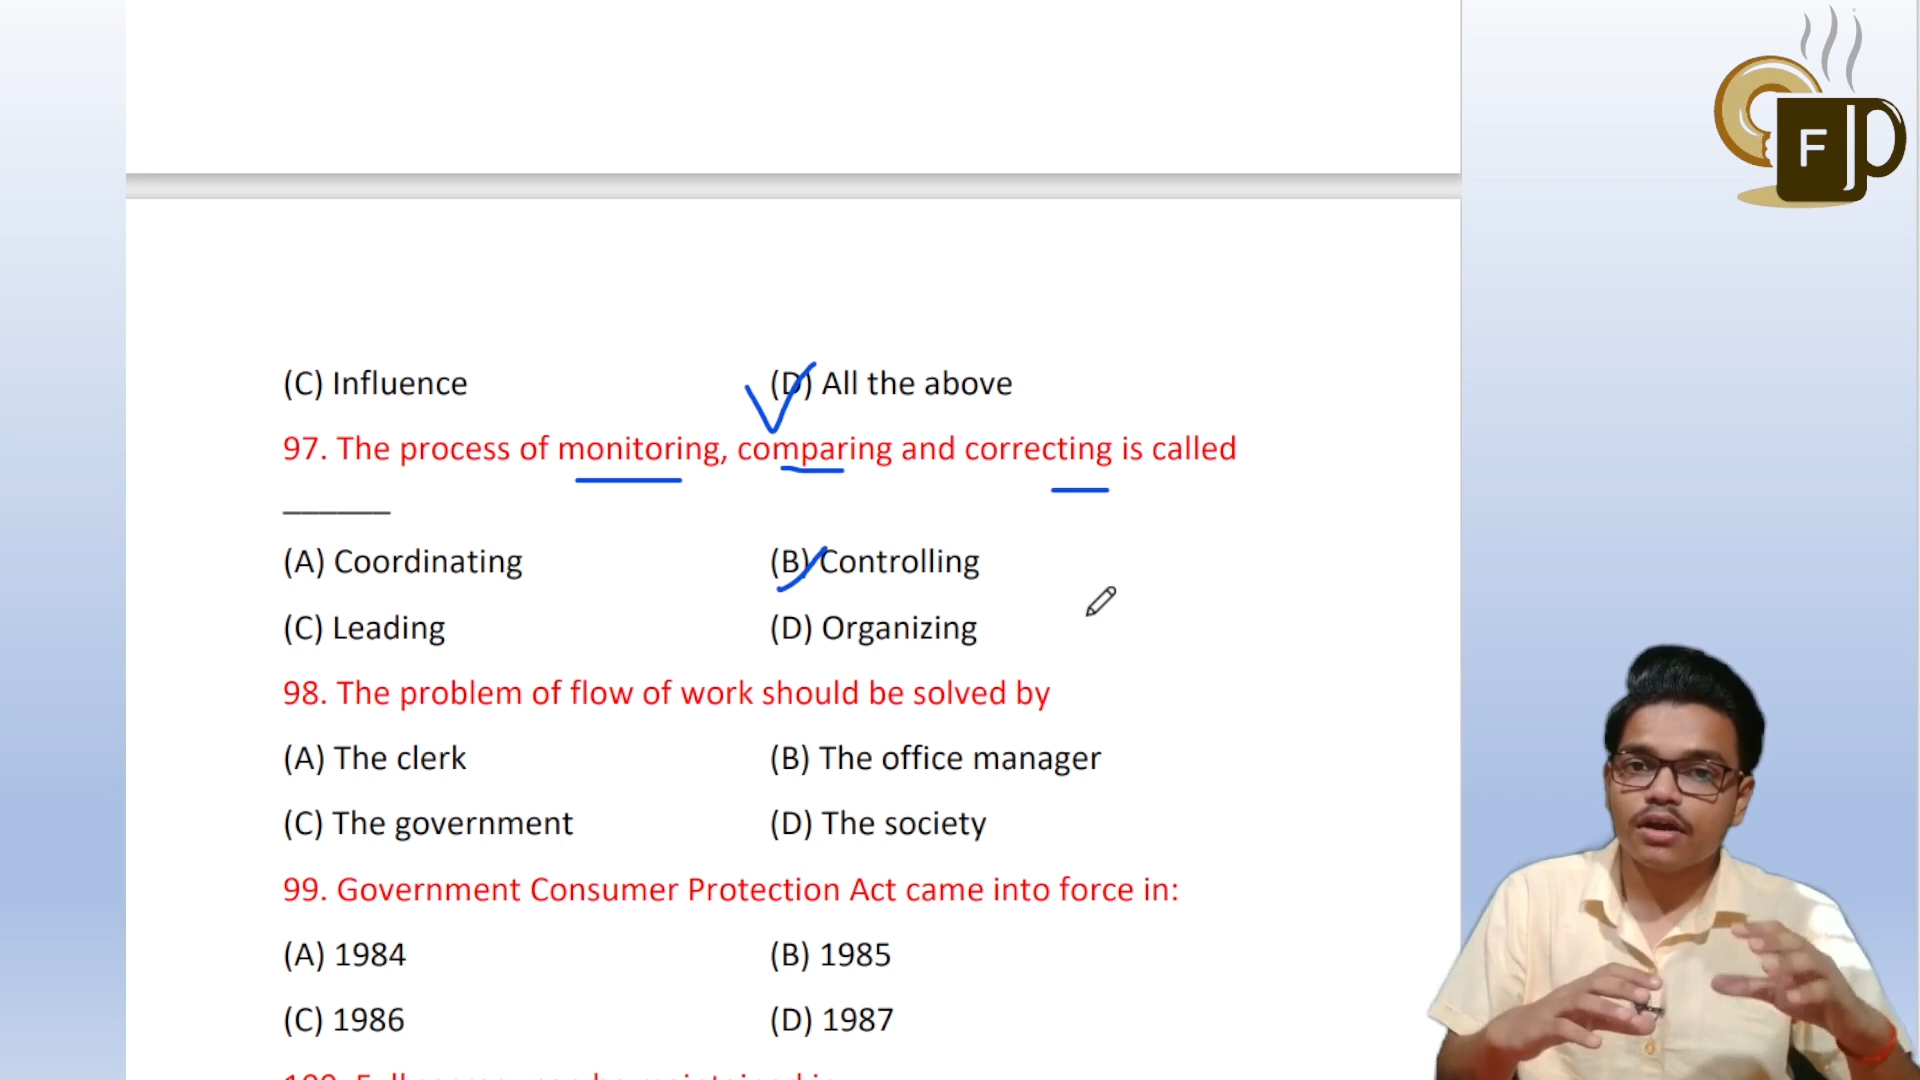 FJ
(C) Influence (D) All the above
97. The process of monitoring, comparing and correcting is called
______
(A) Coordinating (B) Controlling
(C) Leading (D) Organizing
98. The problem of flow of work should be solved by
(A) The clerk (B) The office manager
(C) The government (D) The society
99. Government Consumer Protection Act came into force in:
(A) 1984 (B) 1985
(C) 1986 (D) 1987